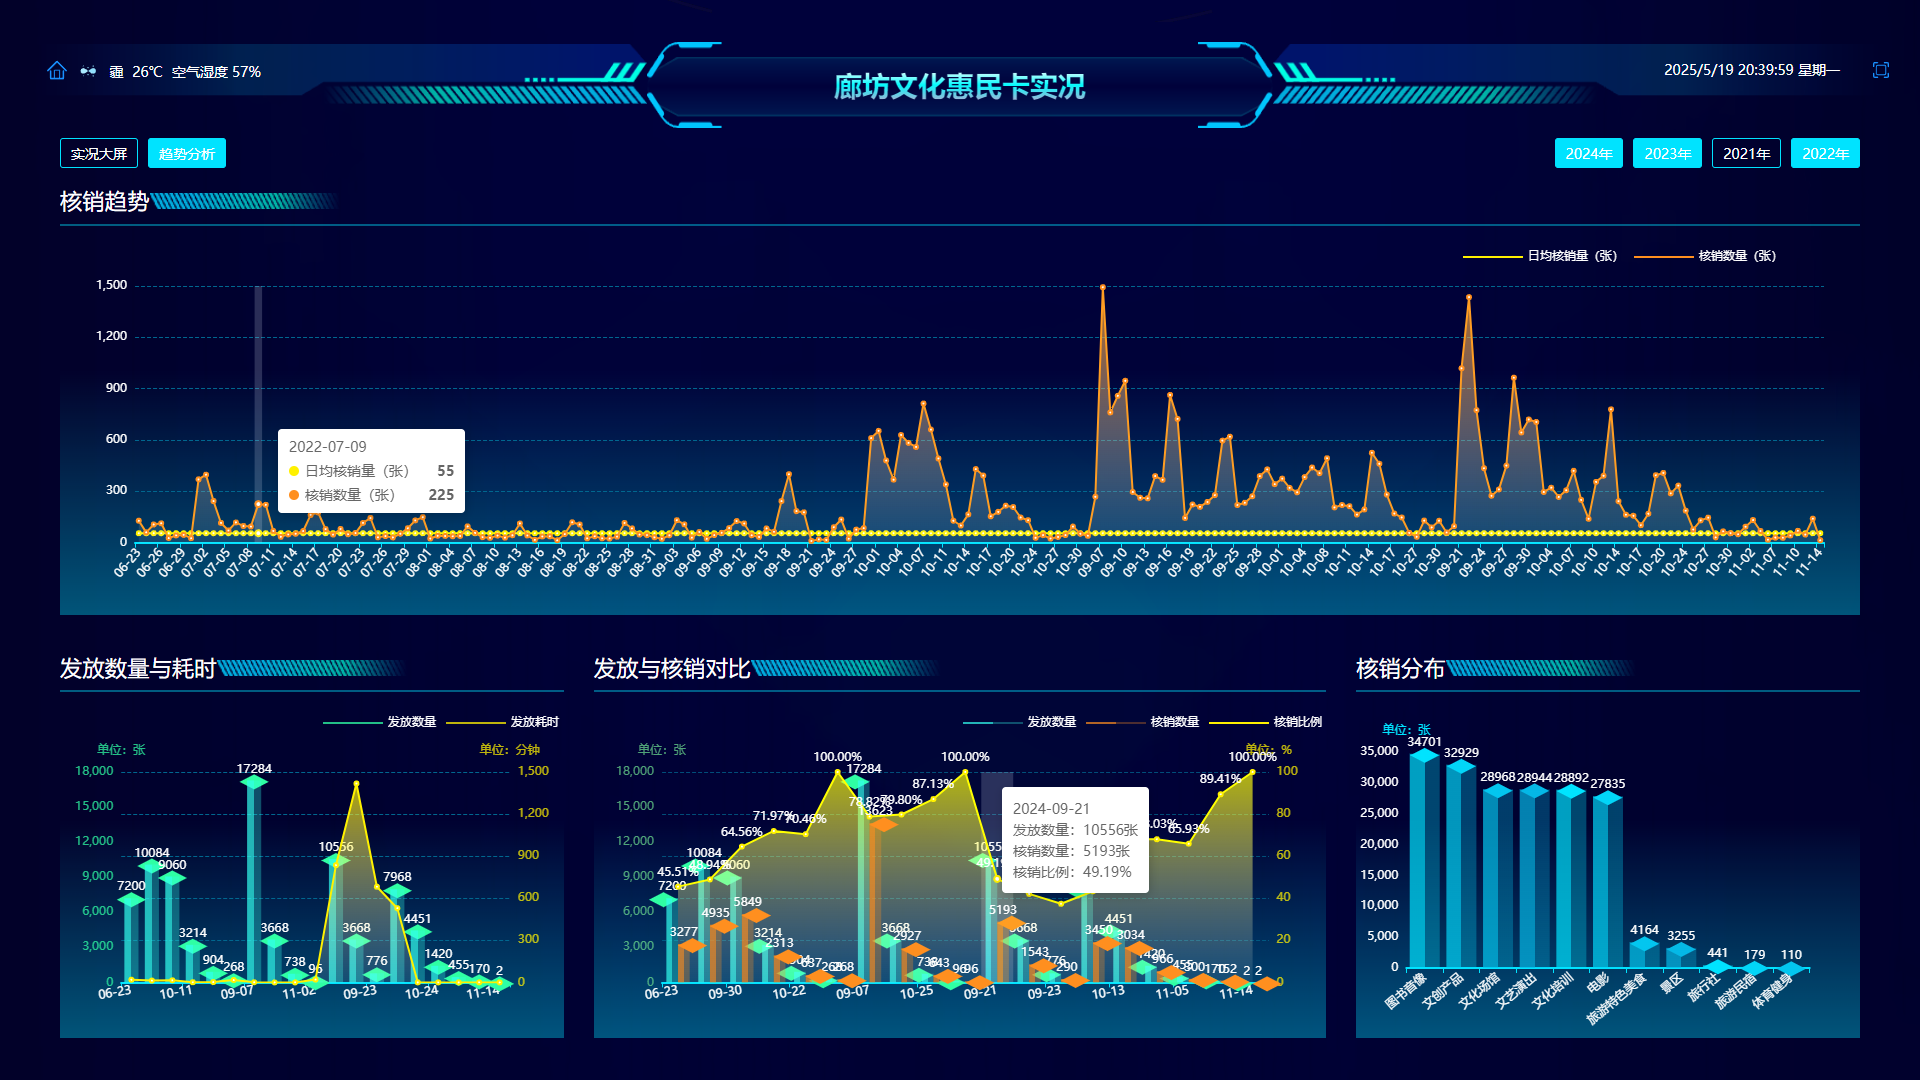 霾 26℃ 空气湿度 57%
廊坊文化惠民卡实况
2025/5/19 20:39:59 星期一
实况大屏 趋势分析
2024年 2023年 2021年 2022年
核销趋势
日均核销量（张） 核销数量（张）
1,500
1,200
900
600
300
0
2022-07-09
日均核销量（张） 55
核销数量（张） 225
06-23 06-26 06-29 07-02 07-05 07-08 07-11 07-14 07-17 07-20 07-23 07-26 07-29 08-01 08-04 08-07 08-10 08-13 08-16 08-19 08-22 08-25 08-28 08-31 09-03 09-06 09-09 09-12 09-15 09-18 09-21 09-24 09-27 10-01 10-04 10-07 10-11 10-14 10-17 10-20 10-24 10-27 10-30 09-07 09-10 09-13 09-16 09-19 09-22 09-25 09-28 10-01 10-04 10-08 10-11 10-14 10-17 10-27 10-30 09-21 09-24 09-27 09-30 10-04 10-07 10-10 10-14 10-17 10-20 10-24 10-27 10-30 11-02 11-07 11-10 11-14
发放数量与耗时
发放数量 发放耗时
单位：张 单位：分钟
18,000
15,000
12,000
9,000
6,000
3,000
0
1,500
1,200
900
600
300
0
7200 10084 9060 3214 904 268 17284 3668 738 96 10556 3668 776 7968 4451 1420 455 170 2
06-23 10-11 09-07 11-02 09-23 10-24 11-14
发放与核销对比
发放数量 核销数量 核销比例
单位：张 单位：%
18,000
15,000
12,000
9,000
6,000
3,000
0
100
80
60
40
20
0
45.51% 48.94% 64.56% 71.97% 70.46% 100.00% 78.82% 79.80% 87.13% 100.00% 65.93% 89.41% 100.00%
7200 10084 9060 3214 17284 3668 738 96 3668 776 4451 1420 455 170 2
3277 4935 5849 2313 637 268 13623 2927 643 96 5193 1543 290 3450 3034 966 300 152 2
2024-09-21
发放数量：10556张
核销数量：5193张
核销比例：49.19%
06-23 09-30 10-22 09-07 10-25 09-21 09-23 10-13 11-05 11-14
核销分布
单位：张
35,000
30,000
25,000
20,000
15,000
10,000
5,000
0
34701 32929 28968 28944 28892 27835 4164 3255 441 179 110
图书音像 文创产品 文化场馆 文艺演出 文化培训 电影 旅游特色美食 景区 旅行社 旅游民宿 体育健身